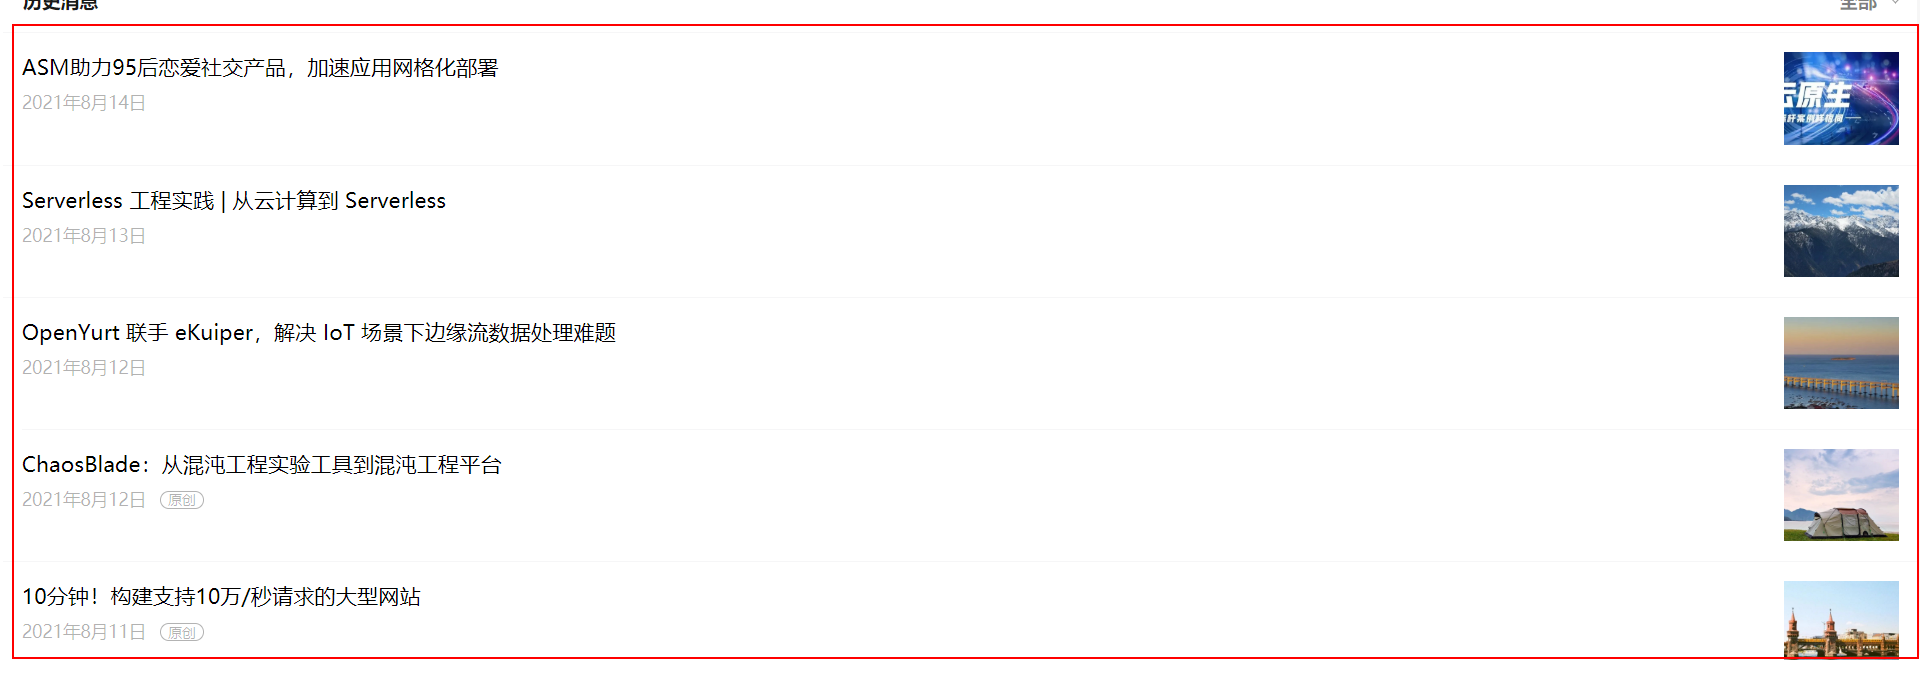 历史消息
全部
ASM助力95后恋爱社交产品，加速应用网格化部署
2021年8月14日
云原生
Serverless 工程实践 | 从云计算到 Serverless
2021年8月13日
OpenYurt 联手 eKuiper，解决 IoT 场景下边缘流数据处理难题
2021年8月12日
ChaosBlade：从混沌工程实验工具到混沌工程平台
2021年8月12日 原创
10分钟！构建支持10万/秒请求的大型网站
2021年8月11日 原创